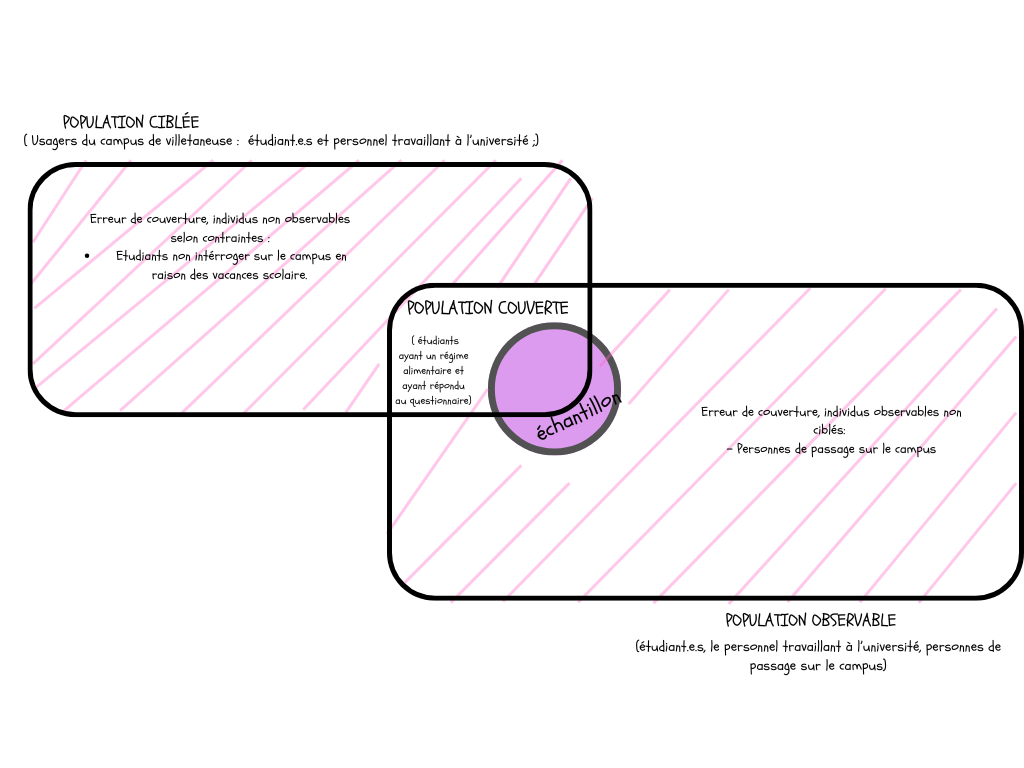 POPULATION CIBLÉE
( Usagers du campus de villetaneuse : étudiant.e.s et personnel travaillant à l'université ;)
Erreur de couverture, individus non observables
selon contraintes :
• Etudiants non intérroger sur le campus en
raison des vacances scolaire.
POPULATION COUVERTE
( étudiants
ayant un régime
alimentaire et
ayant répondu
au questionnaire)
échantillon
Erreur de couverture, individus observables non
ciblés:
- Personnes de passage sur le campus
POPULATION OBSERVABLE
(étudiant.e.s, le personnel travaillant à l'université, personnes de
passage sur le campus)